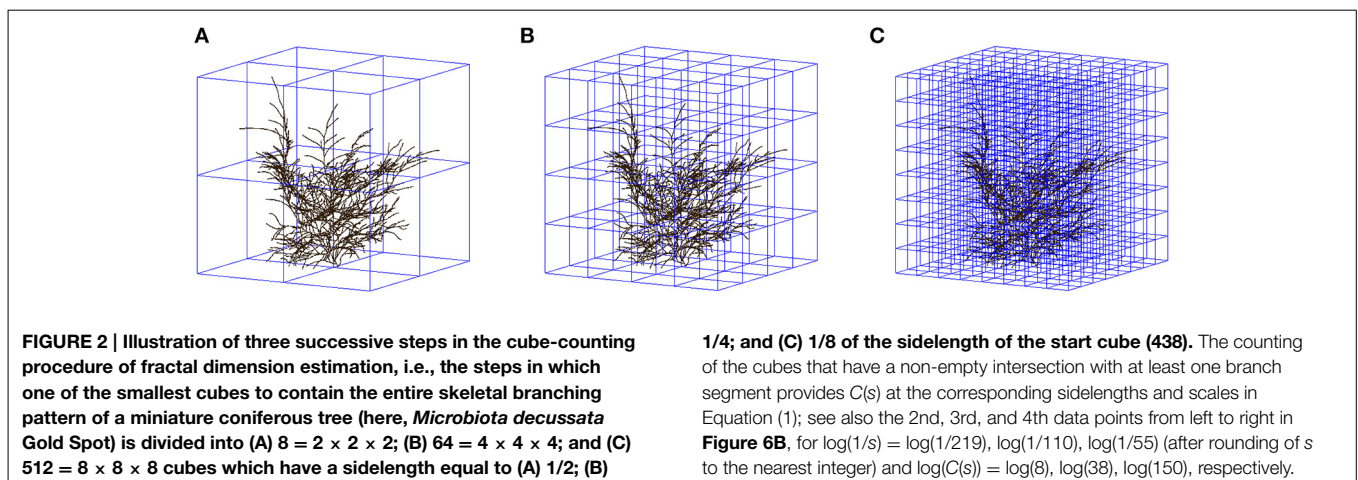 A
B
C
FIGURE 2 | Illustration of three successive steps in the cube-counting
procedure of fractal dimension estimation, i.e., the steps in which
one of the smallest cubes to contain the entire skeletal branching
pattern of a miniature coniferous tree (here, Microbiota decussata
Gold Spot) is divided into (A) 8 = 2 × 2 × 2; (B) 64 = 4 × 4 × 4; and (C)
512 = 8 × 8 × 8 cubes which have a sidelength equal to (A) 1/2; (B)
1/4; and (C) 1/8 of the sidelength of the start cube (438). The counting
of the cubes that have a non-empty intersection with at least one branch
segment provides C(s) at the corresponding sidelengths and scales in
Equation (1); see also the 2nd, 3rd, and 4th data points from left to right in
Figure 6B, for log(1/s) = log(1/219), log(1/110), log(1/55) (after rounding of s
to the nearest integer) and log(C(s)) = log(8), log(38), log(150), respectively.